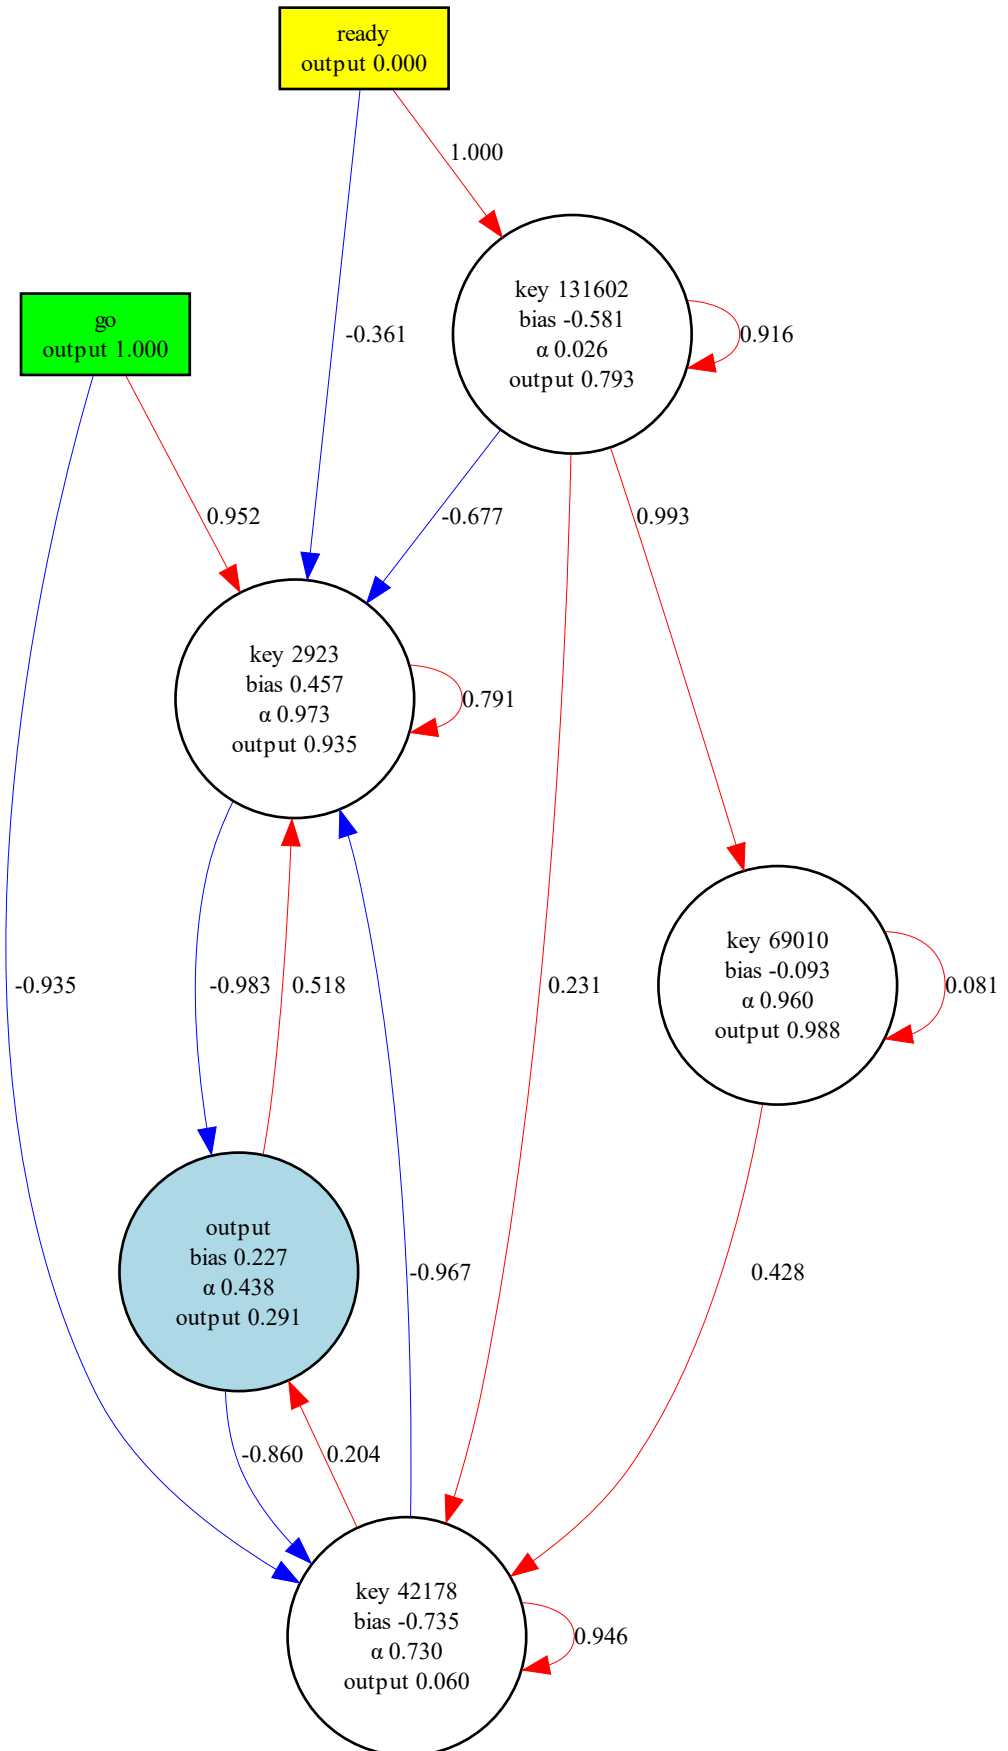 ready
output 0.000
1.000
key 131602
bias -0.581
α 0.026
output 0.793
0.916
go
output 1.000
-0.361
0.952
-0.677
0.993
key 2923
bias 0.457
α 0.973
output 0.935
0.791
key 69010
bias -0.093
α 0.960
output 0.988
0.081
-0.935
-0.983
0.518
0.231
output
bias 0.227
α 0.438
output 0.291
-0.967
0.428
-0.860
0.204
key 42178
bias -0.735
α 0.730
output 0.060
0.946